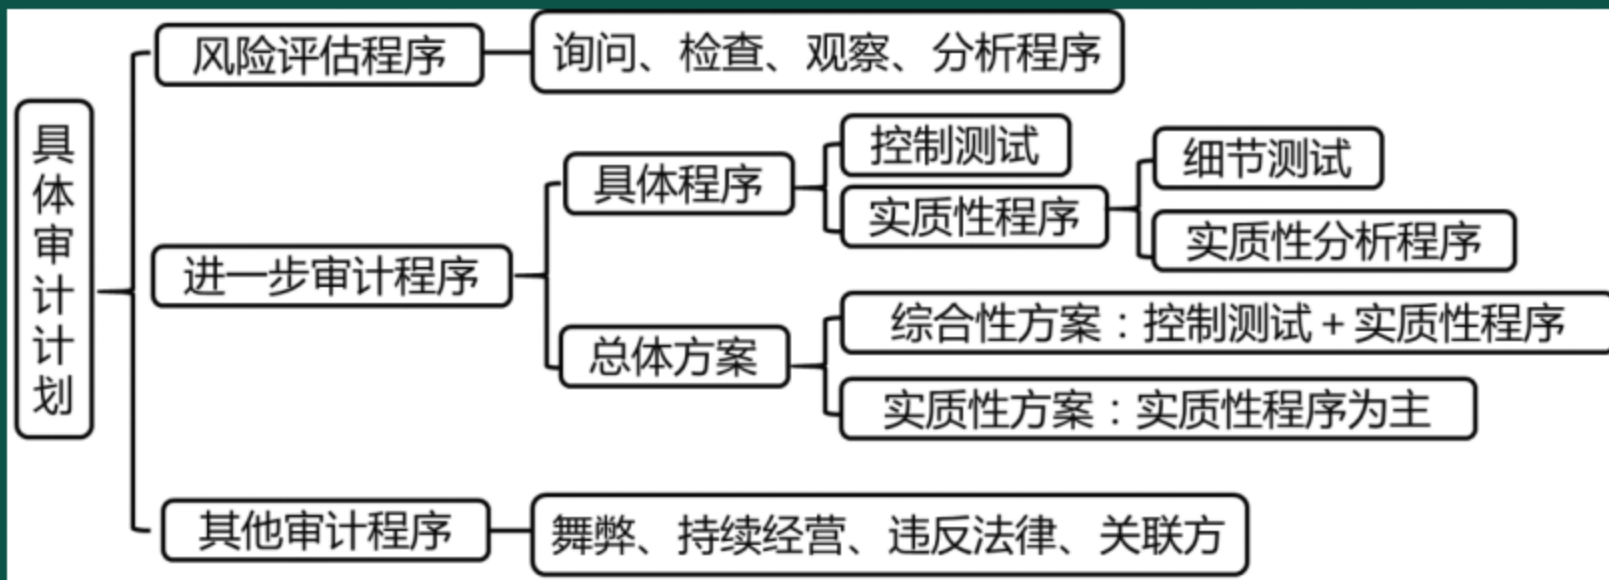 具体审计计划
风险评估程序
询问、检查、观察、分析程序
进一步审计程序
具体程序
控制测试
实质性程序
细节测试
实质性分析程序
总体方案
综合性方案：控制测试+实质性程序
实质性方案：实质性程序为主
其他审计程序
舞弊、持续经营、违反法律、关联方